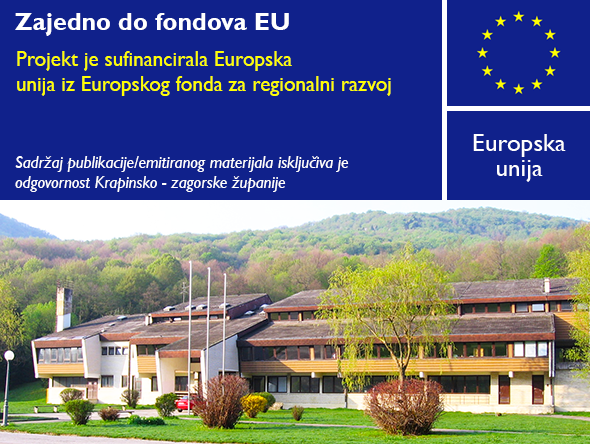 Zajedno do fondova EU
Projekt je sufinancirala Europska
unija iz Europskog fonda za regionalni razvoj
Sadržaj publikacije/emitiranog materijala isključiva je
odgovornost Krapinsko - zagorske županije
Europska
unija